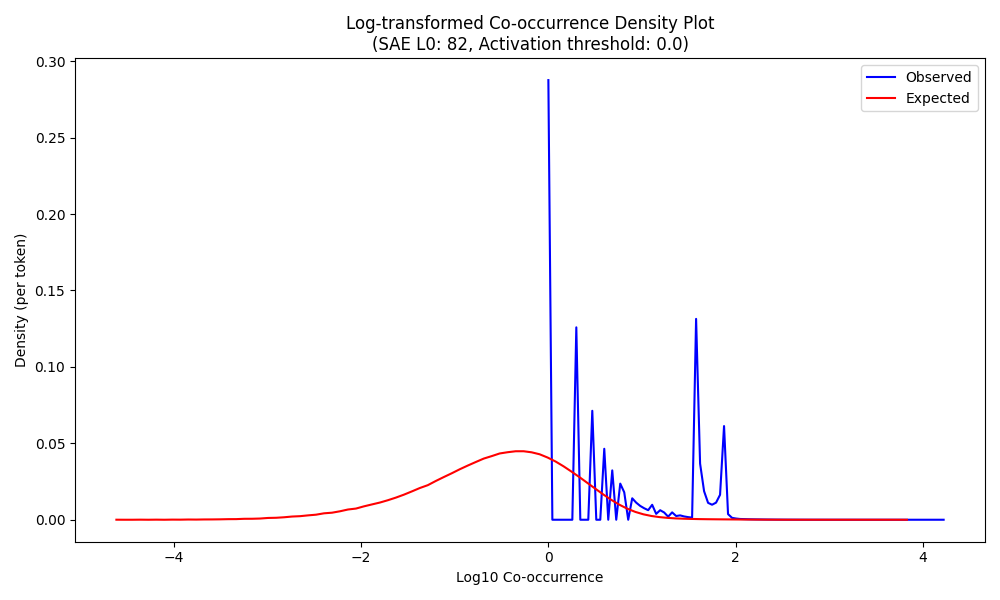 Log-transformed Co-occurrence Density Plot
(SAE L0: 82, Activation threshold: 0.0)
Observed
Expected
Density (per token)
0.30
0.25
0.20
0.15
0.10
0.05
0.00
−4
−2
0
2
4
Log10 Co-occurrence